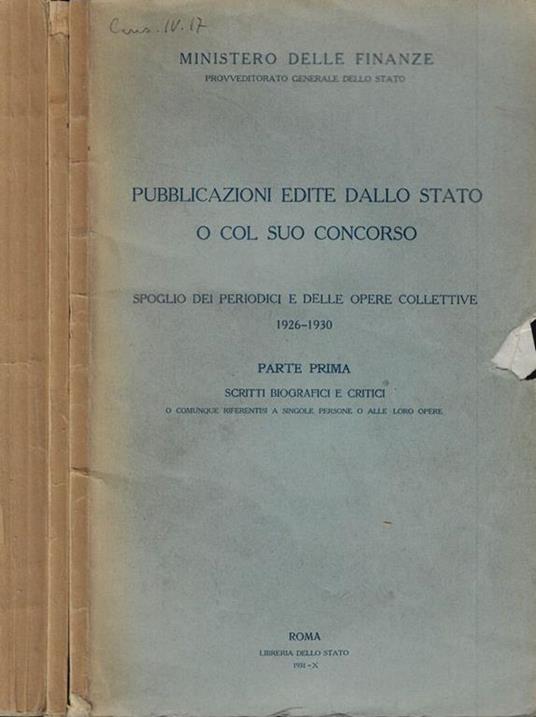 Cons. IV. 17
MINISTERO DELLE FINANZE
PROVVEDITORATO GENERALE DELLO STATO
PUBBLICAZIONI EDITE DALLO STATO
O COL SUO CONCORSO
SPOGLIO DEI PERIODICI E DELLE OPERE COLLETTIVE
1926-1930
PARTE PRIMA
SCRITTI BIOGRAFICI E CRITICI
O COMUNQUE RIFERENTISI A SINGOLE PERSONE O ALLE LORO OPERE
ROMA
LIBRERIA DELLO STATO
1931-X